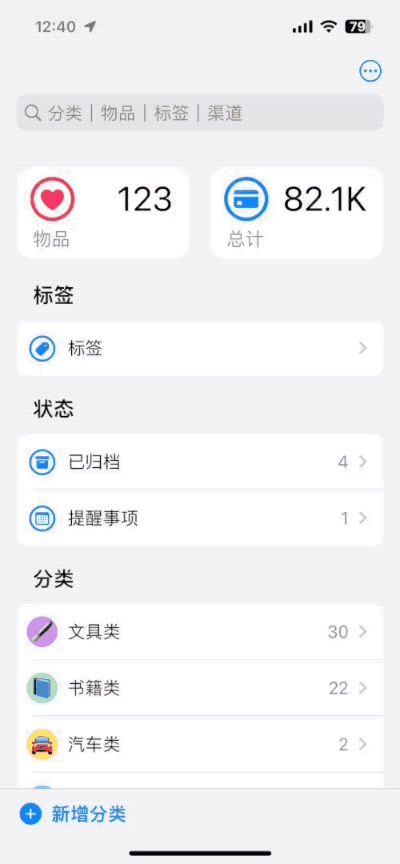 12:40
79
分类｜物品｜标签｜渠道
123
物品
82.1K
总计
标签
标签
状态
已归档 4
提醒事项 1
分类
文具类 30
书籍类 22
汽车类 2
新增分类